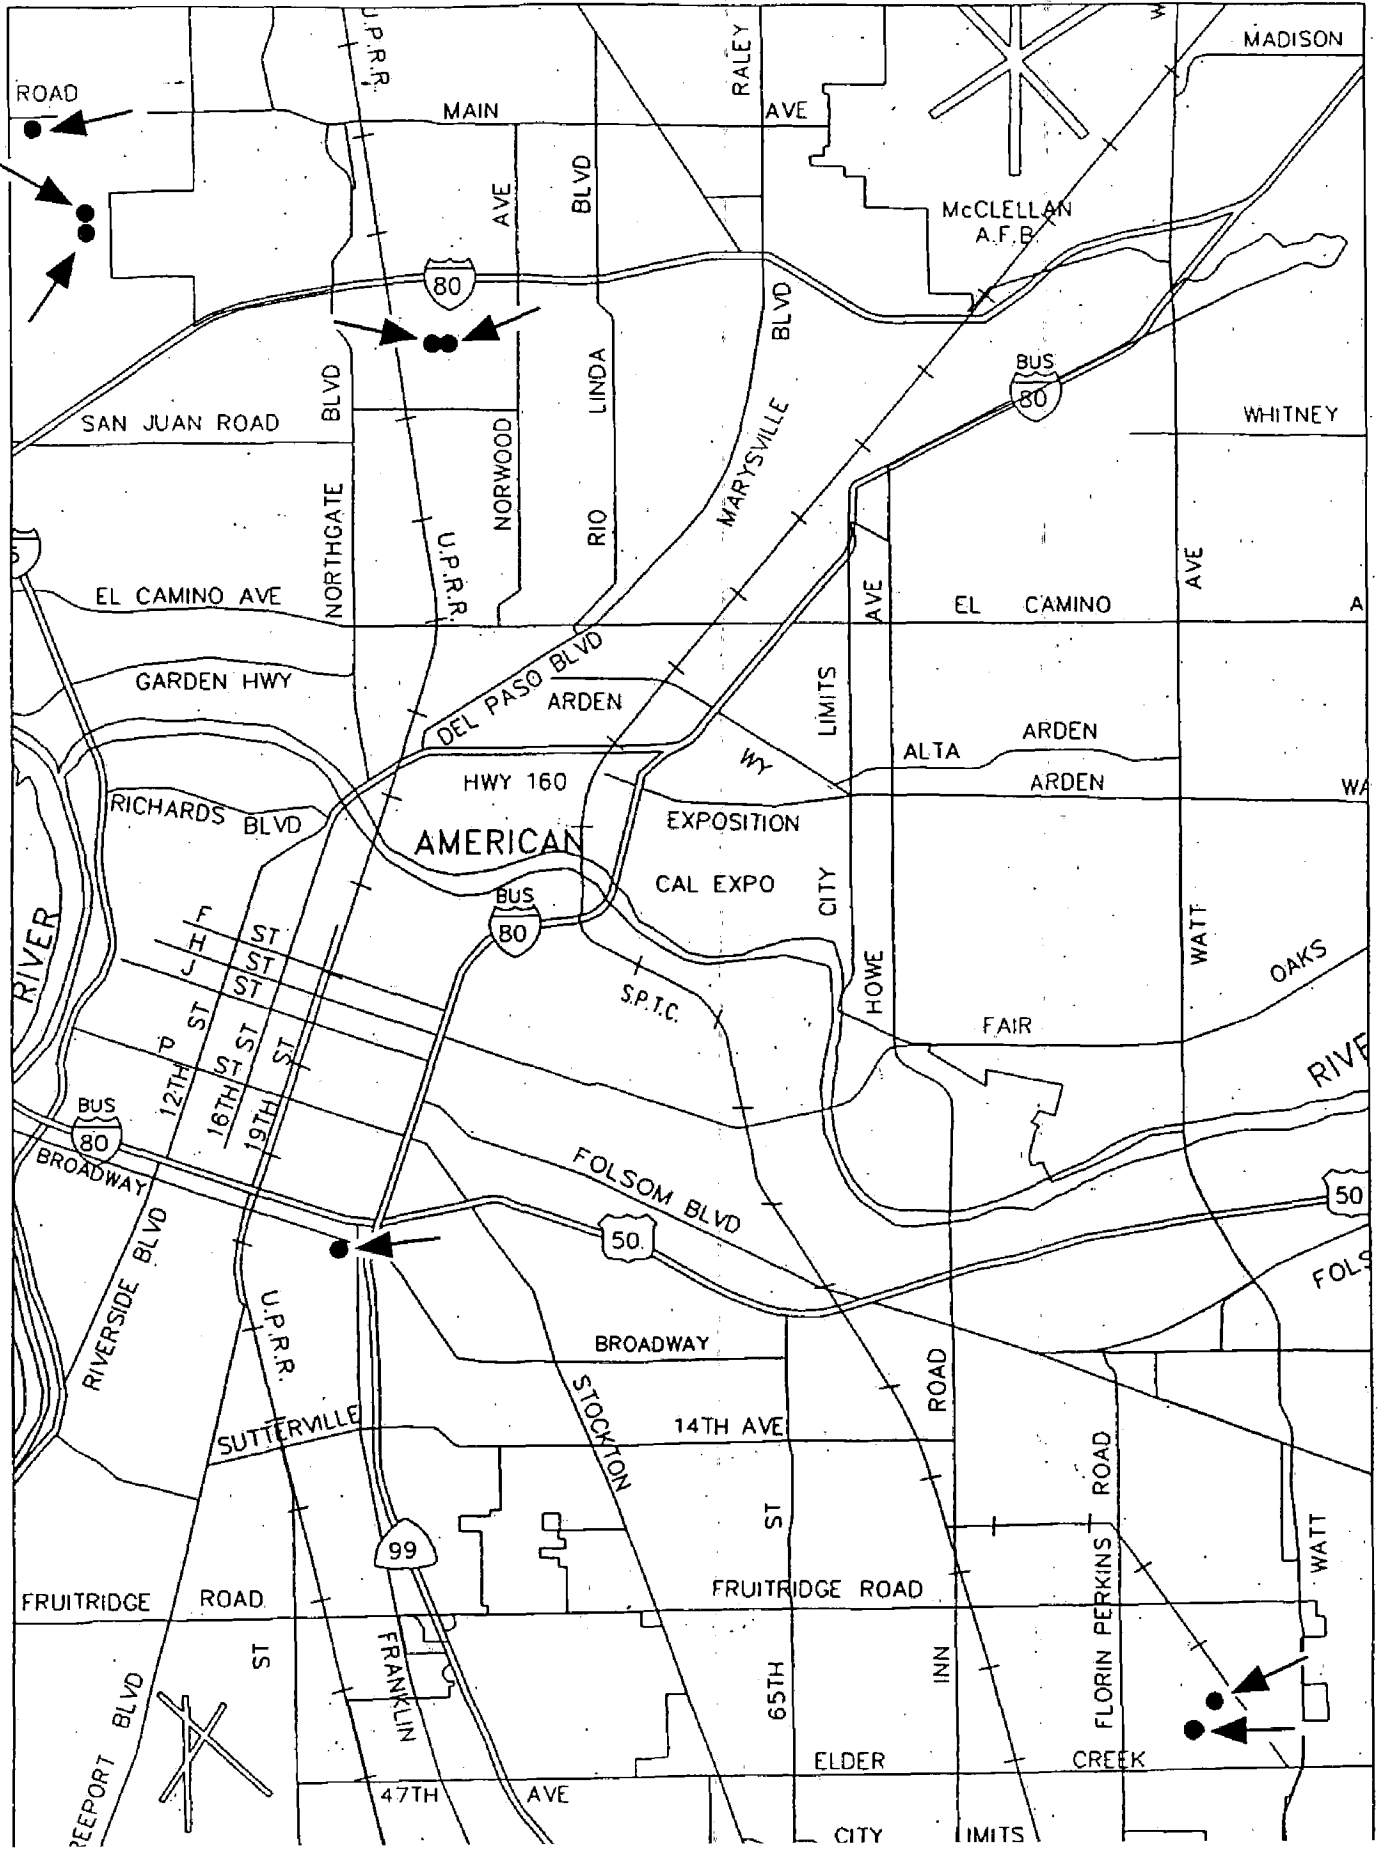 U.P.R.R.
RALEY
W
MADISON
ROAD
MAIN
AVE
AVE
BLVD
McCLELLAN
A.F.B.
80
BLVD
BUS
80
BLVD
LINDA
SAN JUAN ROAD
WHITNEY
MARYSVILLE
NORWOOD
NORTHGATE
RIO
5
U.P.R.R.
AVE
AVE
EL CAMINO AVE
EL CAMINO
A
GARDEN HWY
DEL PASO BLVD
ARDEN
LIMITS
ARDEN
WY
ALTA
HWY 160
ARDEN
WA
RICHARDS BLVD
EXPOSITION
AMERICAN
CAL EXPO
CITY
BUS
80
F ST
H ST
J ST
RIVER
WATT
OAKS
HOWE
S.P.T.C.
ST
ST
ST
FAIR
P ST
RIVE
12TH
16TH
19TH
BUS
80
BROADWAY
FOLSOM BLVD
50
50
RIVERSIDE BLVD
FOLS
U.P.R.R.
BROADWAY
ROAD
STOCKTON
SUTTERVILLE
14TH AVE
ROAD
ST
99
WATT
FRUITRIDGE ROAD
FRUITRIDGE ROAD
FLORIN PERKINS
ST
FRANKLIN
INN
65TH
REEPORT BLVD
ELDER
CREEK
47TH
AVE
CITY
IMITS